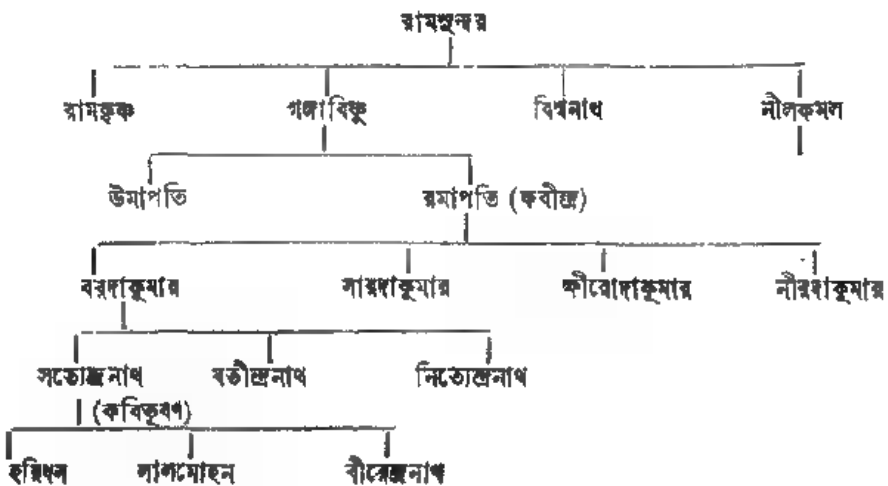 রামসুন্দর
রামকৃষ্ণ গঙ্গাবিষ্ণু বিশ্বনাথ নীলকমল
উমাপতি রমাপতি (কবীন্দ্র)
বরদাকুমার সারদাকুমার ক্ষীরোদাকুমার নীরদাকুমার
সত্যেন্দ্রনাথ যতীন্দ্রনাথ নিত্যেন্দ্রনাথ
(কবিভূষণ)
হরিধন লালমোহন বীরেন্দ্রনাথ